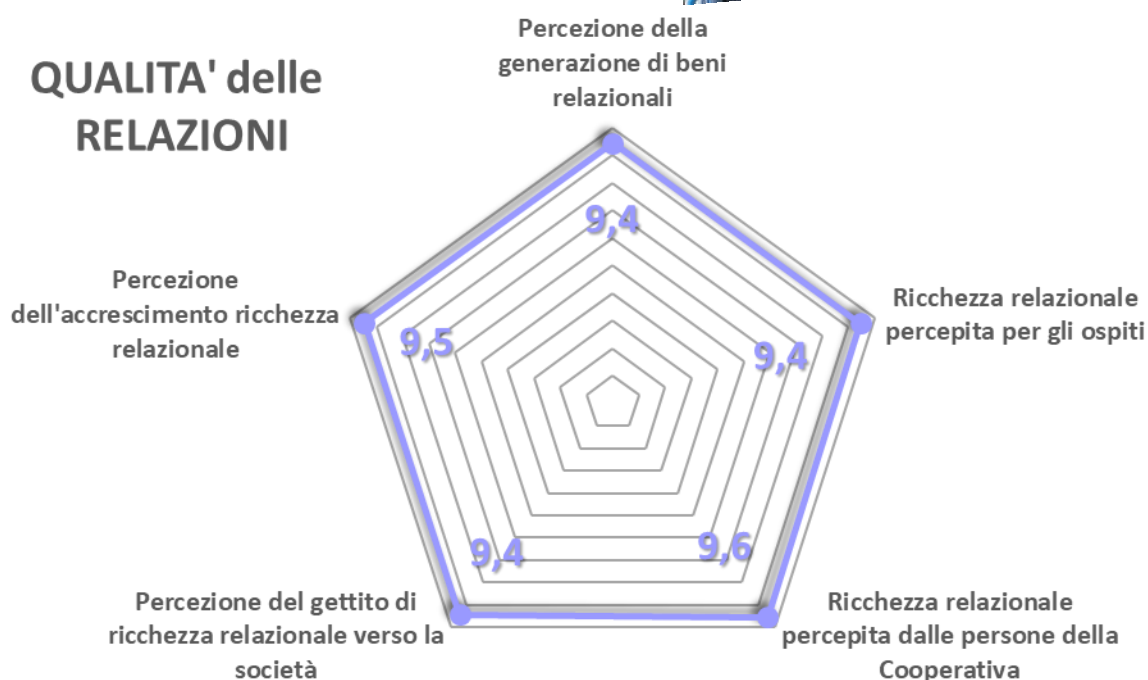 QUALITA' delle
RELAZIONI
Percezione della
generazione di beni
relazionali
9,4
Percezione
dell'accrescimento ricchezza
relazionale
9,5
9,4
Ricchezza relazionale
percepita per gli ospiti
9,4
9,6
Percezione del gettito di
ricchezza relazionale verso la
società
Ricchezza relazionale
percepita dalle persone della
Cooperativa